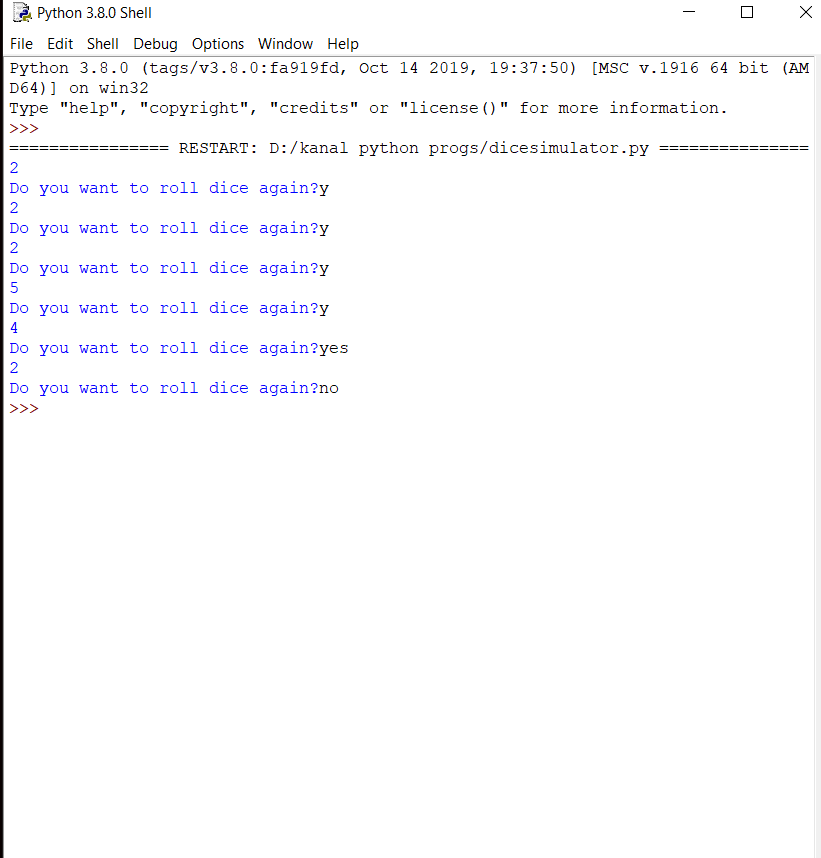 Python 3.8.0 Shell
File Edit Shell Debug Options Window Help
Python 3.8.0 (tags/v3.8.0:fa919fd, Oct 14 2019, 19:37:50) [MSC v.1916 64 bit (AM
D64)] on win32
Type "help", "copyright", "credits" or "license()" for more information.
>>>
================ RESTART: D:/kanal python progs/dicesimulator.py ===============
2
Do you want to roll dice again?y
2
Do you want to roll dice again?y
2
Do you want to roll dice again?y
5
Do you want to roll dice again?y
4
Do you want to roll dice again?yes
2
Do you want to roll dice again?no
>>>